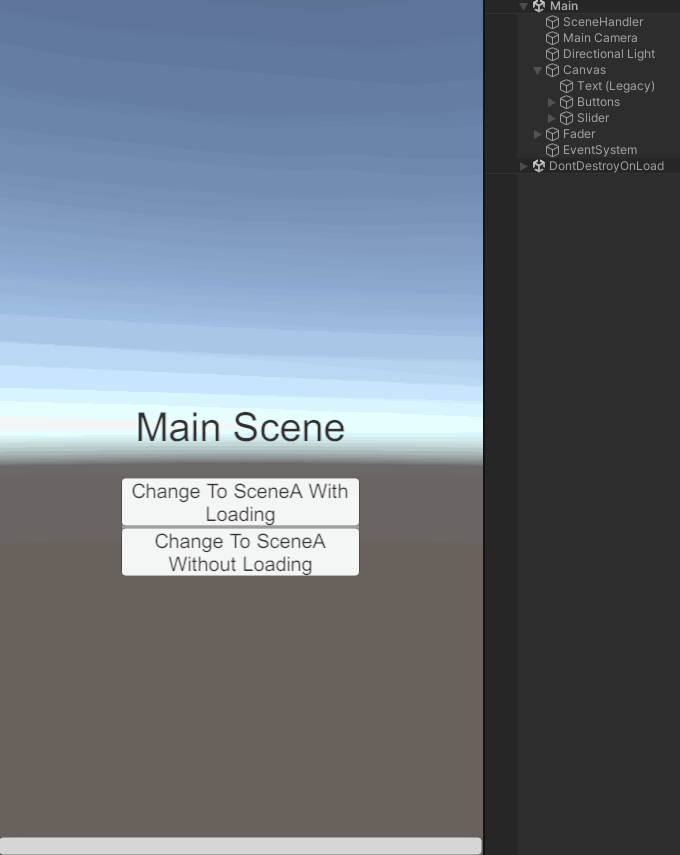 Main Scene
Change To SceneA With
Loading
Change To SceneA
Without Loading
Main
SceneHandler
Main Camera
Directional Light
Canvas
Text (Legacy)
Buttons
Slider
Fader
EventSystem
DontDestroyOnLoad